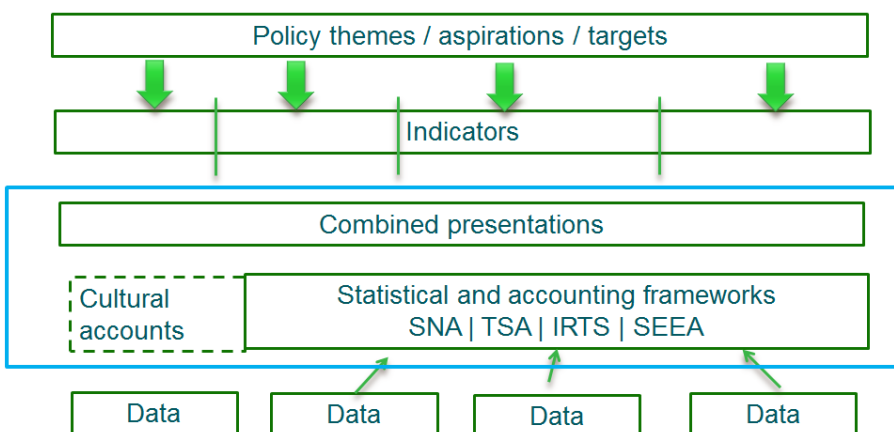 Policy themes / aspirations / targets
Indicators
Combined presentations
Cultural
accounts
Statistical and accounting frameworks
SNA | TSA | IRTS | SEEA
Data
Data
Data
Data